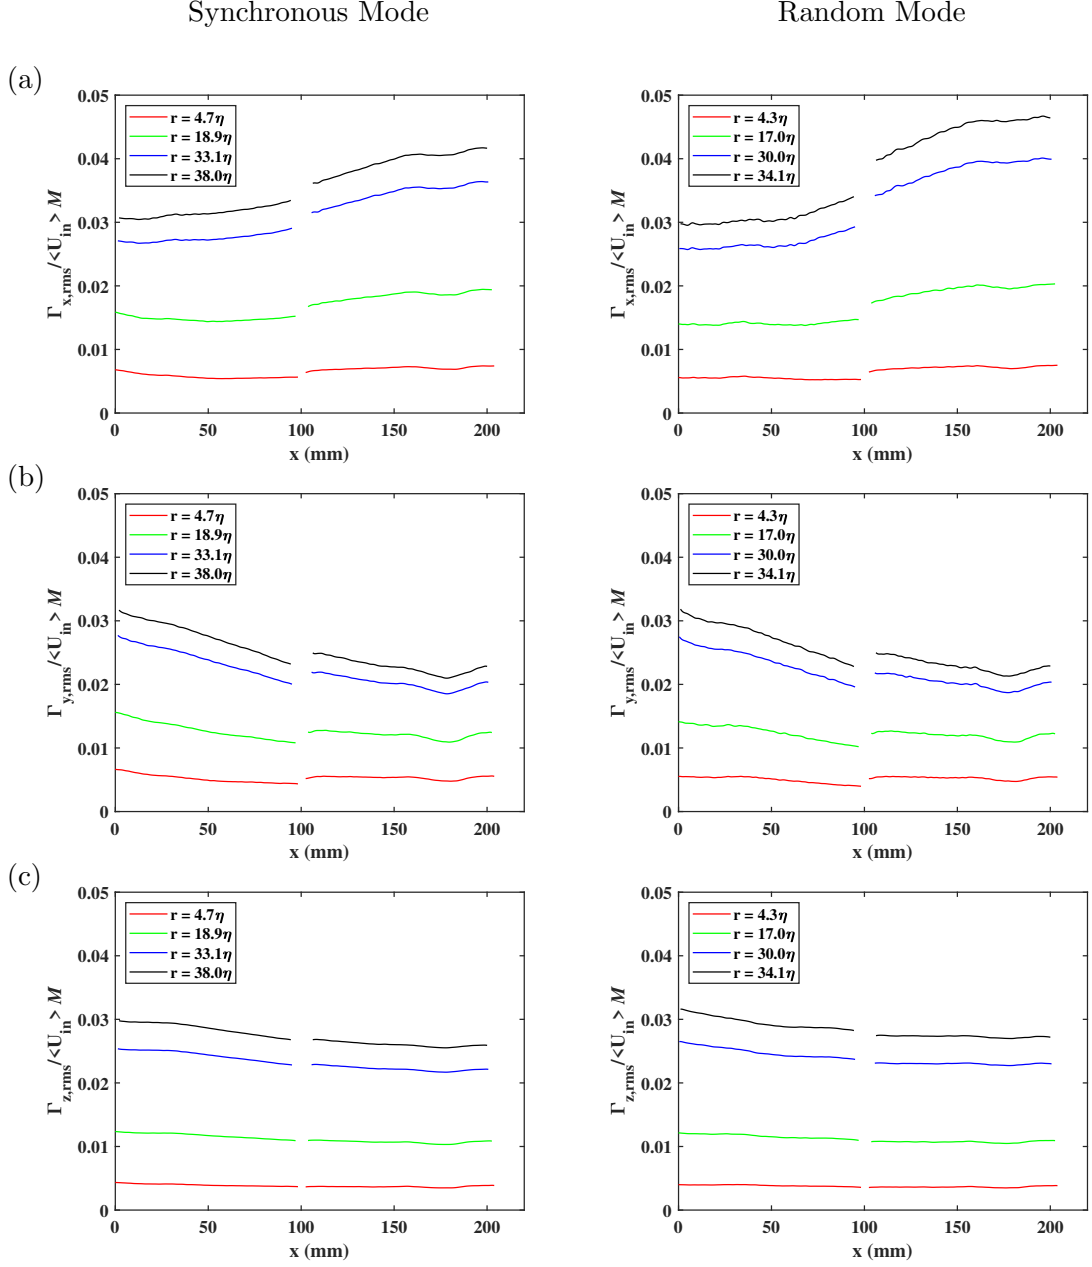 Synchronous Mode
Random Mode
(a)
0.05
0.04
0.03
0.02
0.01
0
Γx,rms/<Uin> M
r = 4.7η
r = 18.9η
r = 33.1η
r = 38.0η
0 50 100 150 200
x (mm)
0.05
0.04
0.03
0.02
0.01
0
Γx,rms/<Uin> M
r = 4.3η
r = 17.0η
r = 30.0η
r = 34.1η
0 50 100 150 200
x (mm)
(b)
0.05
0.04
0.03
0.02
0.01
0
Γy,rms/<Uin> M
r = 4.7η
r = 18.9η
r = 33.1η
r = 38.0η
0 50 100 150 200
x (mm)
0.05
0.04
0.03
0.02
0.01
0
Γy,rms/<Uin> M
r = 4.3η
r = 17.0η
r = 30.0η
r = 34.1η
0 50 100 150 200
x (mm)
(c)
0.05
0.04
0.03
0.02
0.01
0
Γz,rms/<Uin> M
r = 4.7η
r = 18.9η
r = 33.1η
r = 38.0η
0 50 100 150 200
x (mm)
0.05
0.04
0.03
0.02
0.01
0
Γz,rms/<Uin> M
r = 4.3η
r = 17.0η
r = 30.0η
r = 34.1η
0 50 100 150 200
x (mm)